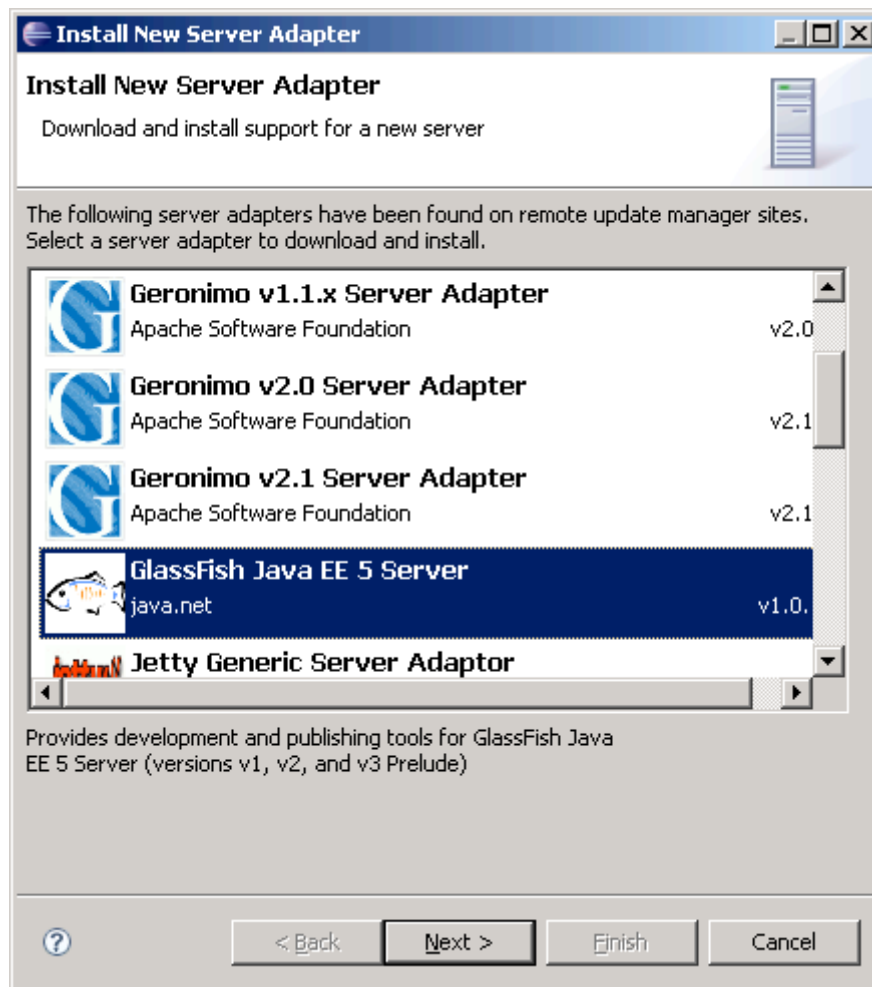 Install New Server Adapter
Install New Server Adapter
Download and install support for a new server
The following server adapters have been found on remote update manager sites.
Select a server adapter to download and install.
Geronimo v1.1.x Server Adapter
Apache Software Foundation v2.0
Geronimo v2.0 Server Adapter
Apache Software Foundation v2.1
Geronimo v2.1 Server Adapter
Apache Software Foundation v2.1
GlassFish Java EE 5 Server
java.net v1.0.
Jetty Generic Server Adaptor
Provides development and publishing tools for GlassFish Java
EE 5 Server (versions v1, v2, and v3 Prelude)
? < Back Next > Finish Cancel